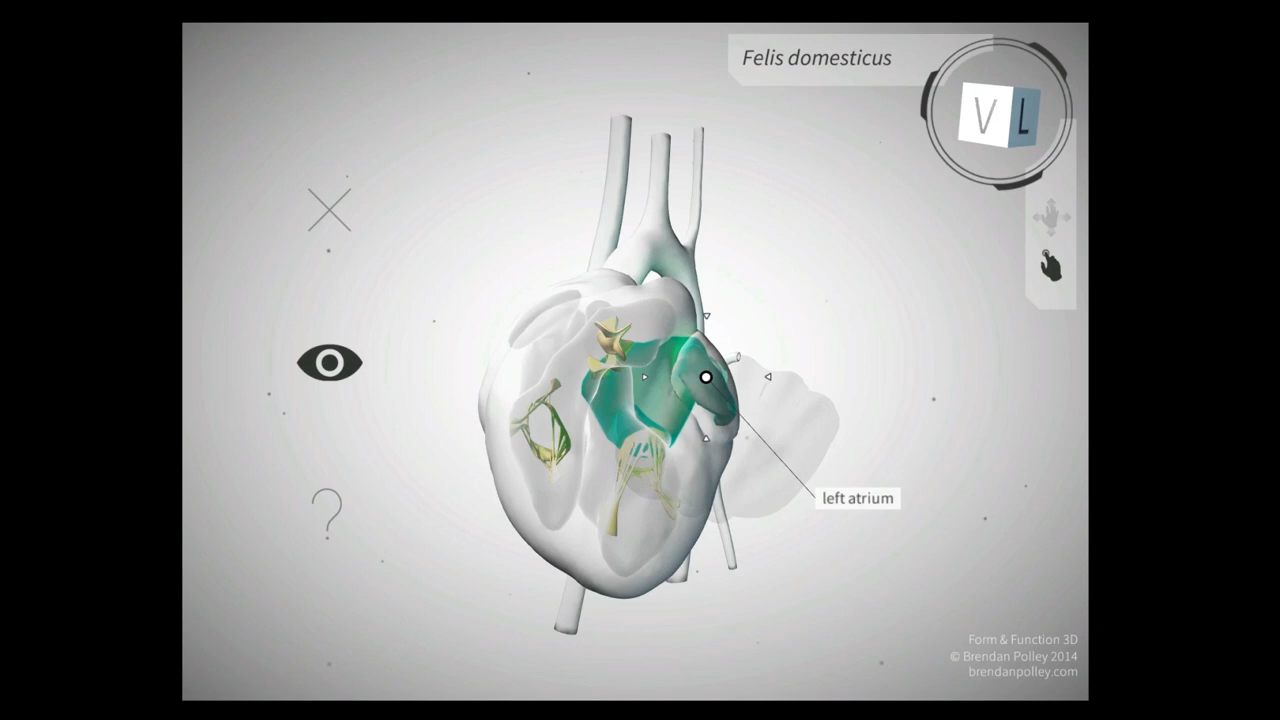 Felis domesticus
V L
left atrium
Form & Function 3D
© Brendan Polley 2014
brendanpolley.com